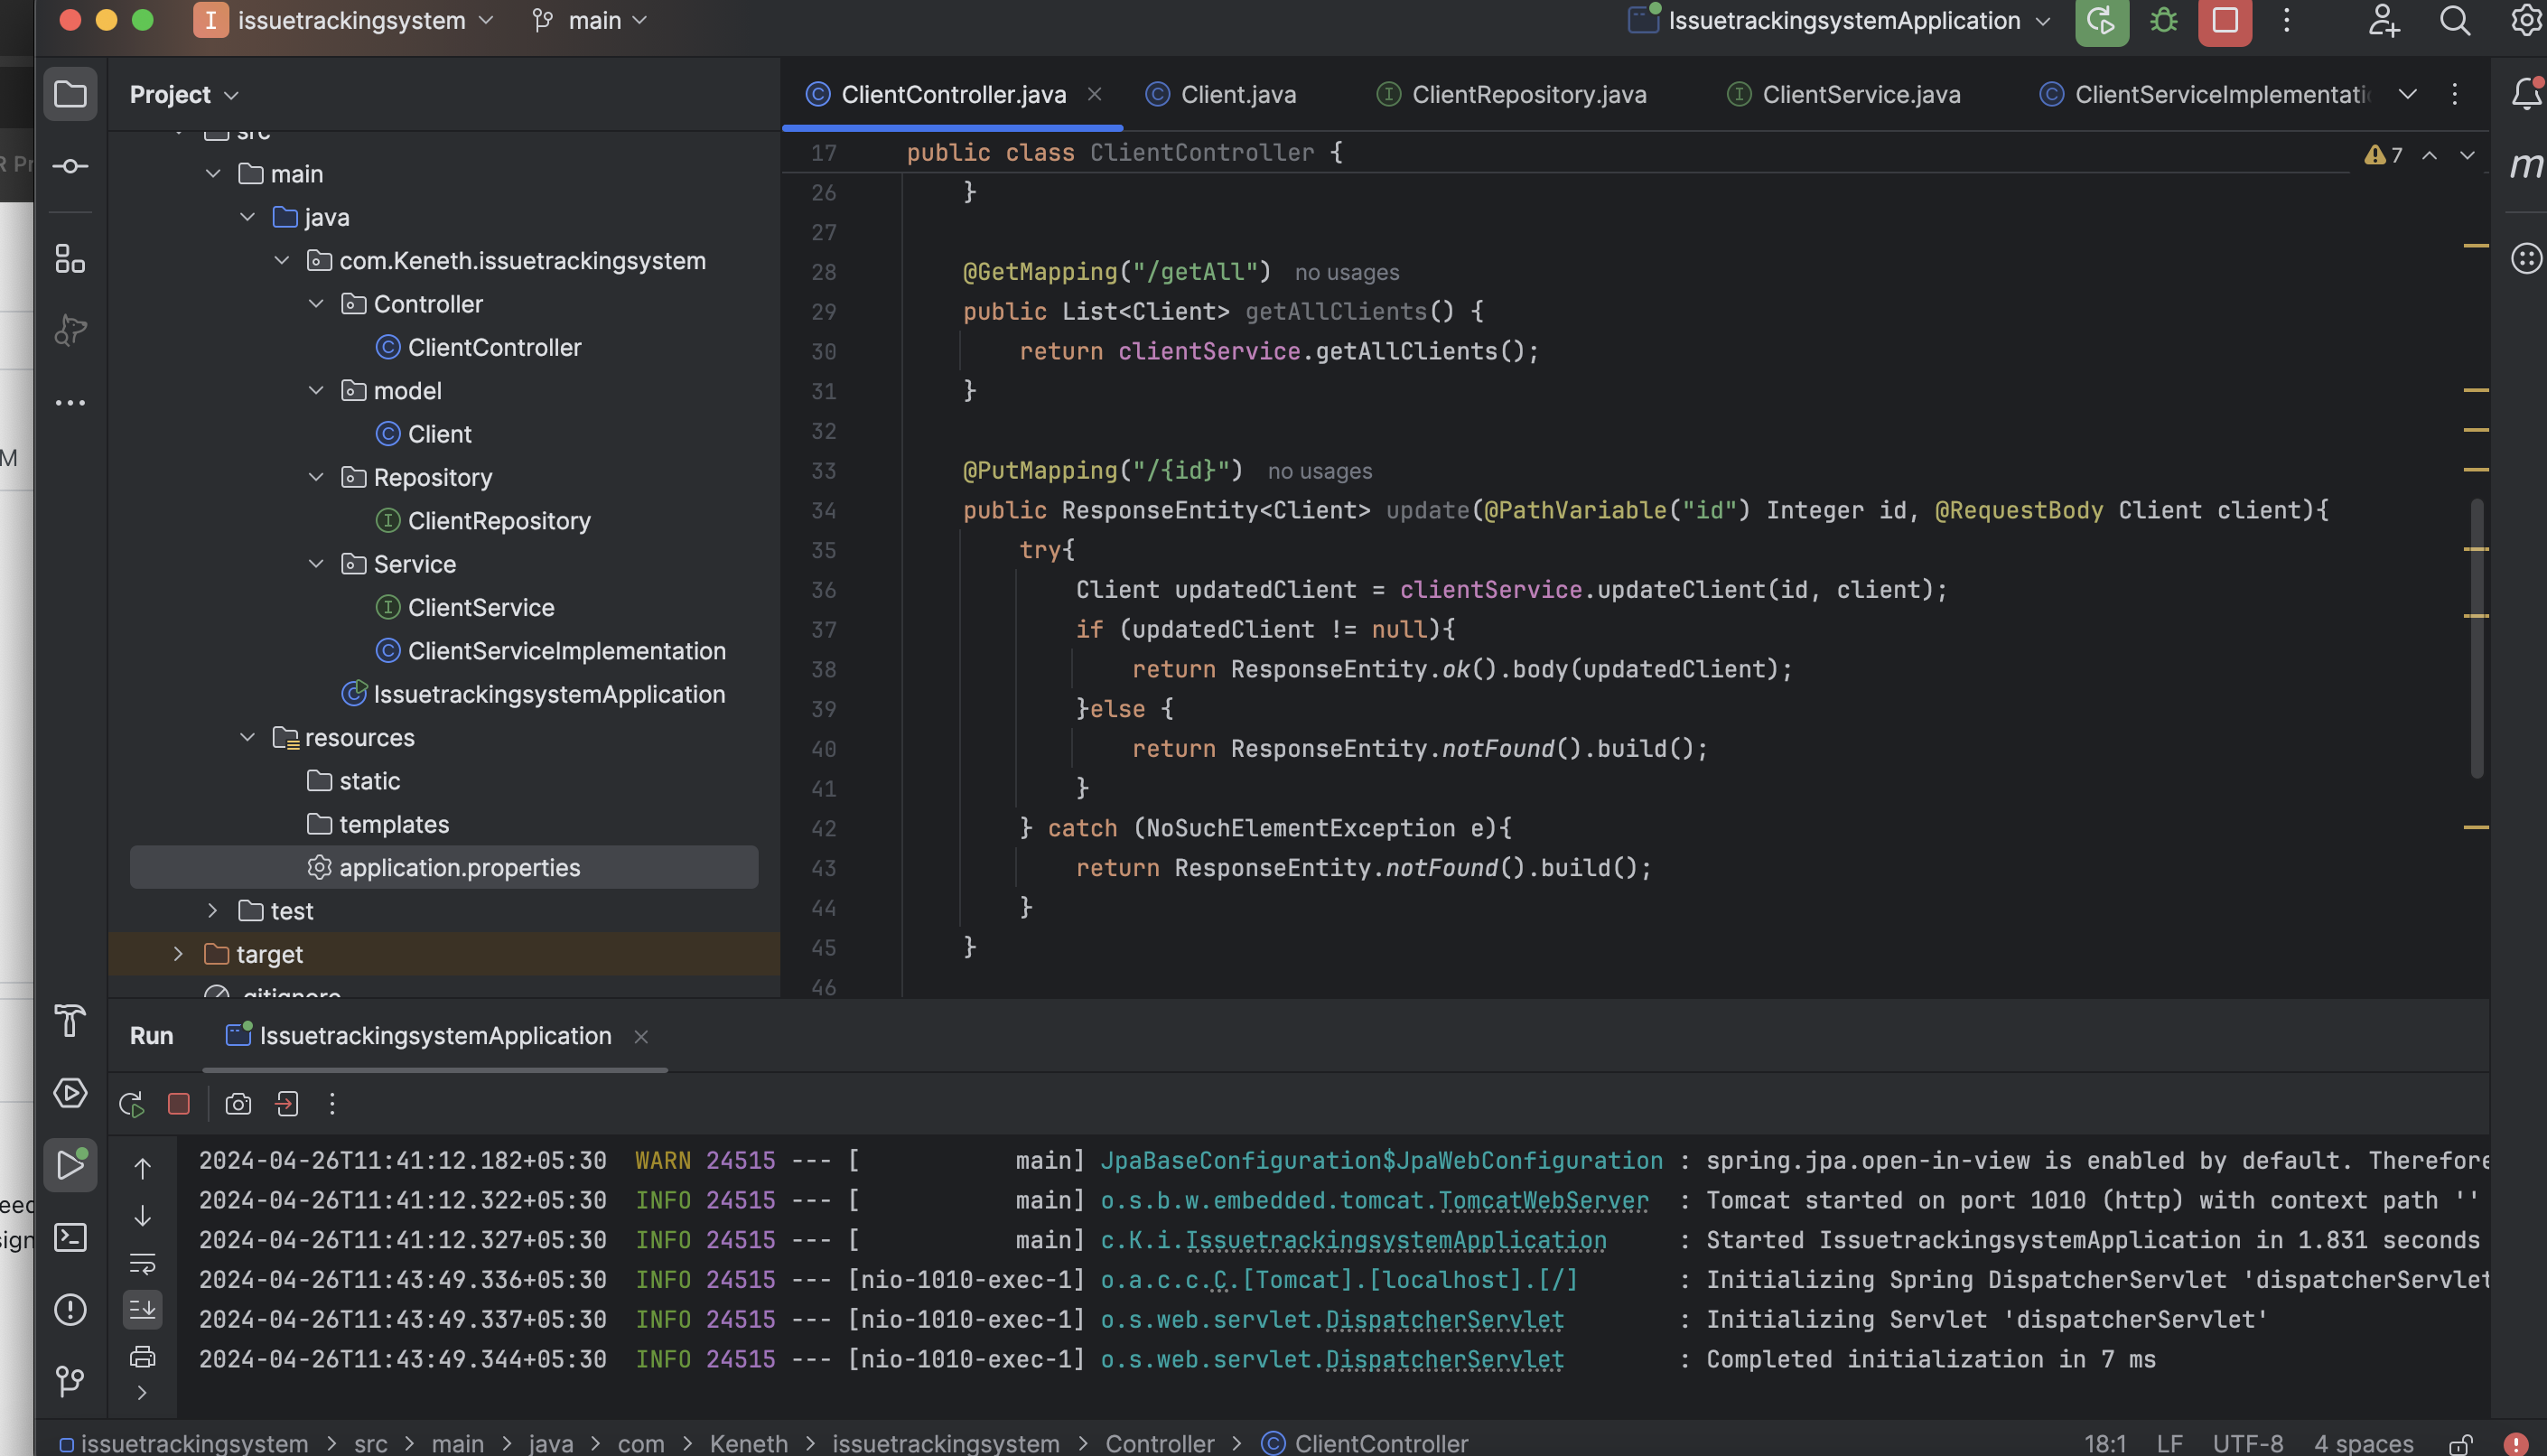 I issuetrackingsystem main IssuetrackingsystemApplication
Project
src
main
java
com.Keneth.issuetrackingsystem
Controller
ClientController
model
Client
Repository
ClientRepository
Service
ClientService
ClientServiceImplementation
IssuetrackingsystemApplication
resources
static
templates
application.properties
test
target
.gitignore
ClientController.java Client.java ClientRepository.java ClientService.java ClientServiceImplementati
7
17 public class ClientController {
26 }
27
28 @GetMapping("/getAll") no usages
29 public List<Client> getAllClients() {
30 return clientService.getAllClients();
31 }
32
33 @PutMapping("/{id}") no usages
34 public ResponseEntity<Client> update(@PathVariable("id") Integer id, @RequestBody Client client){
35 try{
36 Client updatedClient = clientService.updateClient(id, client);
37 if (updatedClient != null){
38 return ResponseEntity.ok().body(updatedClient);
39 }else {
40 return ResponseEntity.notFound().build();
41 }
42 } catch (NoSuchElementException e){
43 return ResponseEntity.notFound().build();
44 }
45 }
46
m
R Pr
M
eed
sign
Run IssuetrackingsystemApplication
2024-04-26T11:41:12.182+05:30 WARN 24515 --- [ main] JpaBaseConfiguration$JpaWebConfiguration : spring.jpa.open-in-view is enabled by default. Therefore
2024-04-26T11:41:12.322+05:30 INFO 24515 --- [ main] o.s.b.w.embedded.tomcat.TomcatWebServer : Tomcat started on port 1010 (http) with context path ''
2024-04-26T11:41:12.327+05:30 INFO 24515 --- [ main] c.K.i.IssuetrackingsystemApplication : Started IssuetrackingsystemApplication in 1.831 seconds
2024-04-26T11:43:49.336+05:30 INFO 24515 --- [nio-1010-exec-1] o.a.c.c.C.[Tomcat].[localhost].[/] : Initializing Spring DispatcherServlet 'dispatcherServlet
2024-04-26T11:43:49.337+05:30 INFO 24515 --- [nio-1010-exec-1] o.s.web.servlet.DispatcherServlet : Initializing Servlet 'dispatcherServlet'
2024-04-26T11:43:49.344+05:30 INFO 24515 --- [nio-1010-exec-1] o.s.web.servlet.DispatcherServlet : Completed initialization in 7 ms
issuetrackingsystem > src > main > java > com > Keneth > issuetrackingsystem > Controller > ClientController 18:1 LF UTF-8 4 spaces